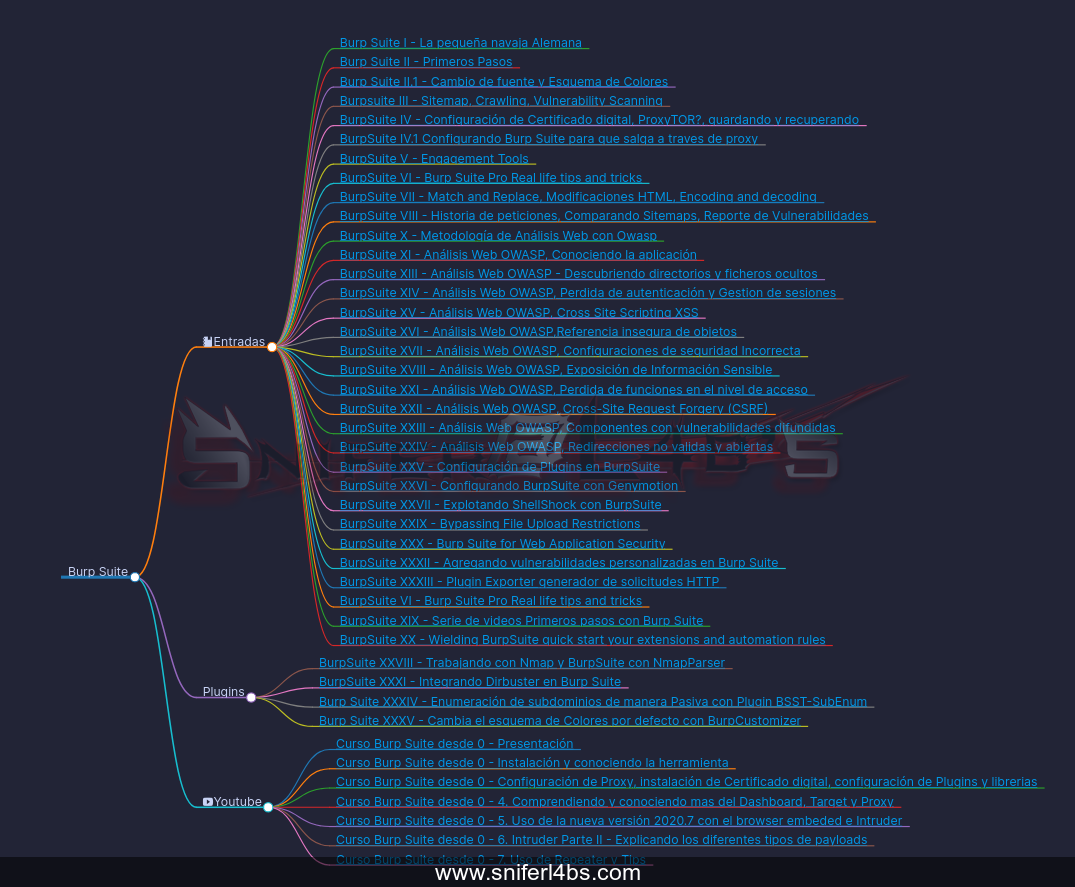 Burp Suite I - La pequeña navaja Alemana
Burp Suite II - Primeros Pasos
Burp Suite II.1 - Cambio de fuente y Esquema de Colores
Burpsuite III - Sitemap, Crawling, Vulnerability Scanning
BurpSuite IV - Configuración de Certificado digital, ProxyTOR?, guardando y recuperando
BurpSuite IV.1 Configurando Burp Suite para que salga a traves de proxy
BurpSuite V - Engagement Tools
BurpSuite VI - Burp Suite Pro Real life tips and tricks
BurpSuite VII - Match and Replace, Modificaciones HTML, Encoding and decoding
BurpSuite VIII - Historia de peticiones, Comparando Sitemaps, Reporte de Vulnerabilidades
BurpSuite X - Metodología de Análisis Web con Owasp
BurpSuite XI - Análisis Web OWASP, Conociendo la aplicación
BurpSuite XIII - Análisis Web OWASP - Descubriendo directorios y ficheros ocultos
BurpSuite XIV - Análisis Web OWASP, Perdida de autenticación y Gestion de sesiones
BurpSuite XV - Análisis Web OWASP, Cross Site Scripting XSS
BurpSuite XVI - Análisis Web OWASP,Referencia insegura de objetos
Entradas
BurpSuite XVII - Análisis Web OWASP, Configuraciones de seguridad Incorrecta
BurpSuite XVIII - Análisis Web OWASP, Exposición de Información Sensible
BurpSuite XXI - Análisis Web OWASP, Perdida de funciones en el nivel de acceso
BurpSuite XXII - Análisis Web OWASP, Cross-Site Request Forgery (CSRF)
BurpSuite XXIII - Análisis Web OWASP, Componentes con vulnerabilidades difundidas
BurpSuite XXIV - Análisis Web OWASP, Redirecciones no validas y abiertas
BurpSuite XXV - Configuración de Plugins en BurpSuite
BurpSuite XXVI - Configurando BurpSuite con Genymotion
BurpSuite XXVII - Explotando ShellShock con BurpSuite
BurpSuite XXIX - Bypassing File Upload Restrictions
BurpSuite XXX - Burp Suite for Web Application Security
BurpSuite XXXII - Agregando vulnerabilidades personalizadas en Burp Suite
Burp Suite
BurpSuite XXXIII - Plugin Exporter generador de solicitudes HTTP
BurpSuite VI - Burp Suite Pro Real life tips and tricks
BurpSuite XIX - Serie de videos Primeros pasos con Burp Suite
BurpSuite XX - Wielding BurpSuite quick start your extensions and automation rules
BurpSuite XXVIII - Trabajando con Nmap y BurpSuite con NmapParser
BurpSuite XXXI - Integrando Dirbuster en Burp Suite
Plugins
Burp Suite XXXIV - Enumeración de subdominios de manera Pasiva con Plugin BSST-SubEnum
Burp Suite XXXV - Cambia el esquema de Colores por defecto con BurpCustomizer
Curso Burp Suite desde 0 - Presentación
Curso Burp Suite desde 0 - Instalación y conociendo la herramienta
Curso Burp Suite desde 0 - Configuración de Proxy, instalación de Certificado digital, configuración de Plugins y librerias
Youtube
Curso Burp Suite desde 0 - 4. Comprendiendo y conociendo mas del Dashboard, Target y Proxy
Curso Burp Suite desde 0 - 5. Uso de la nueva versión 2020.7 con el browser embeded e Intruder
Curso Burp Suite desde 0 - 6. Intruder Parte II - Explicando los diferentes tipos de payloads
Curso Burp Suite desde 0 - 7. Uso de Repeater y Tips
www.sniferl4bs.com